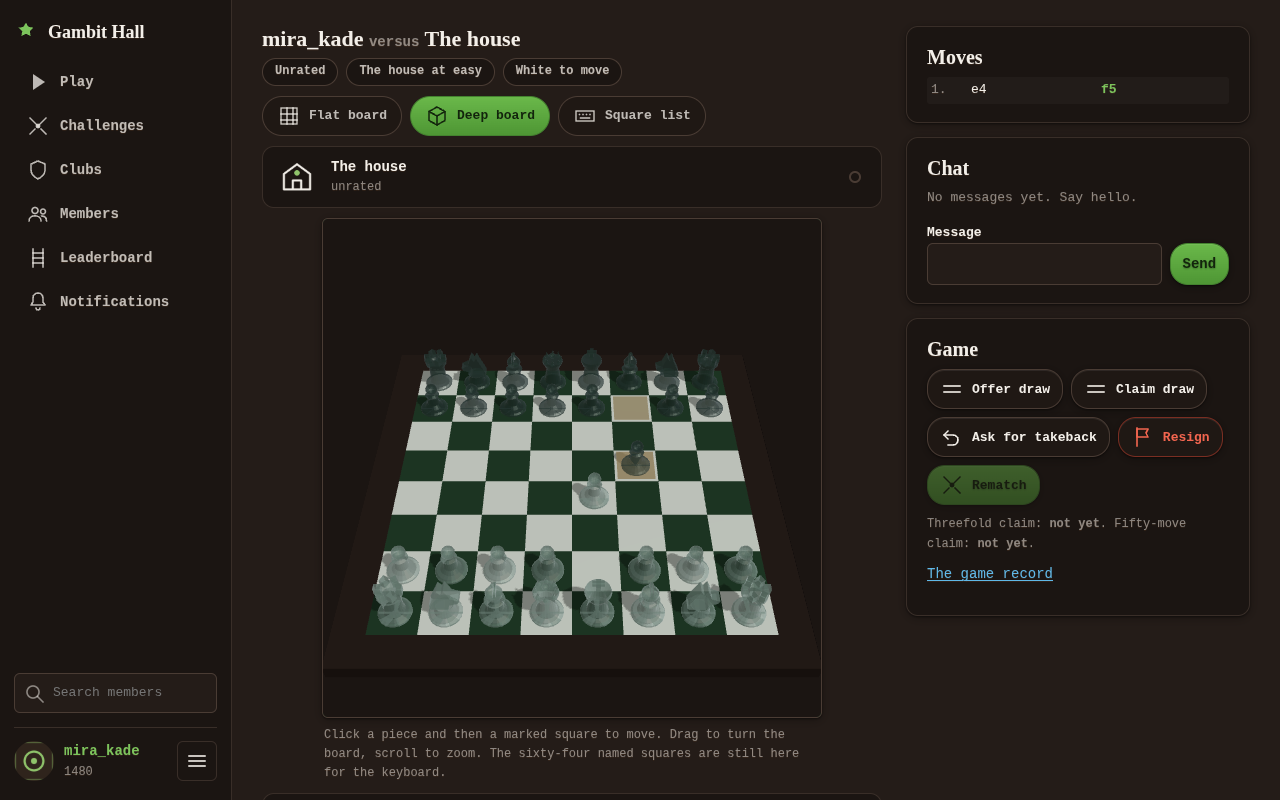 Gambit Hall
Play
Challenges
Clubs
Members
Leaderboard
Notifications
Search members
mira_kade
1480
mira_kade versus The house
Unrated
The house at easy
White to move
Flat board
Deep board
Square list
The house
unrated
Click a piece and then a marked square to move. Drag to turn the
board, scroll to zoom. The sixty-four named squares are still here
for the keyboard.
Moves
1. e4 f5
Chat
No messages yet. Say hello.
Message
Send
Game
Offer draw
Claim draw
Ask for takeback
Resign
Rematch
Threefold claim: not yet. Fifty-move
claim: not yet.
The game record